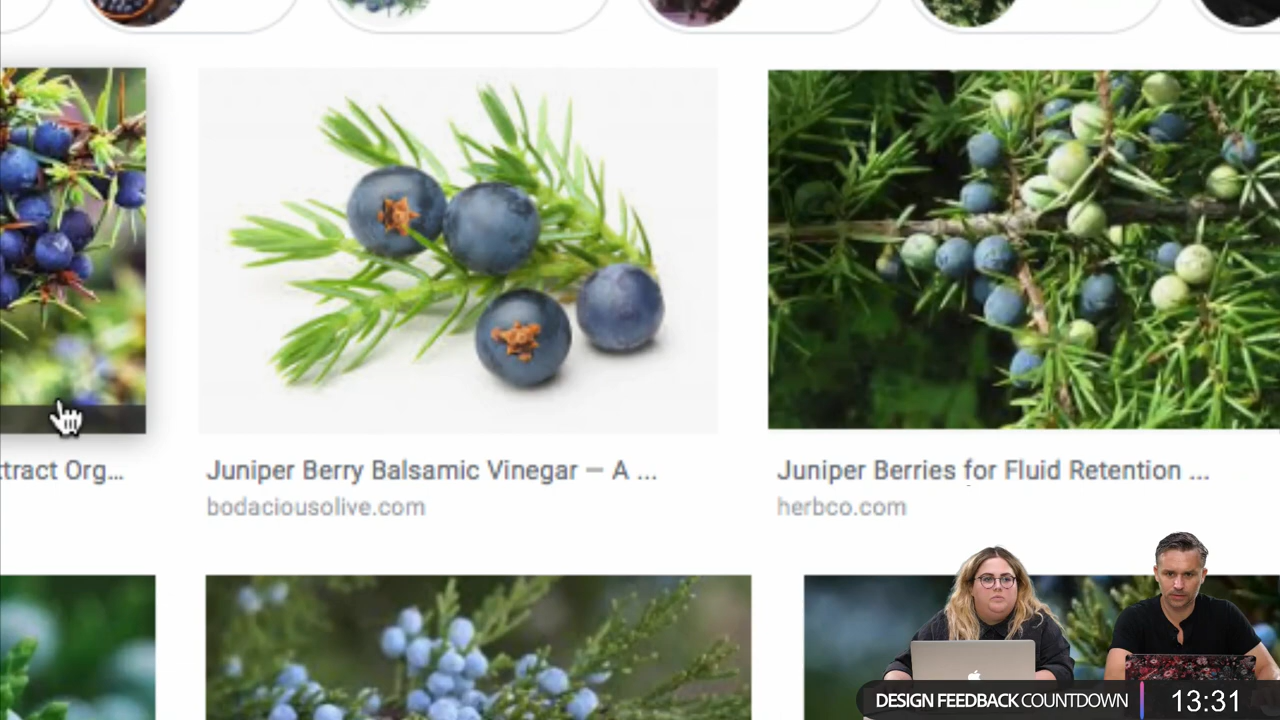 ttract Org...
Juniper Berry Balsamic Vinegar — A ...
bodaciousolive.com
Juniper Berries for Fluid Retention ...
herbco.com
DESIGN FEEDBACK COUNTDOWN 13:31